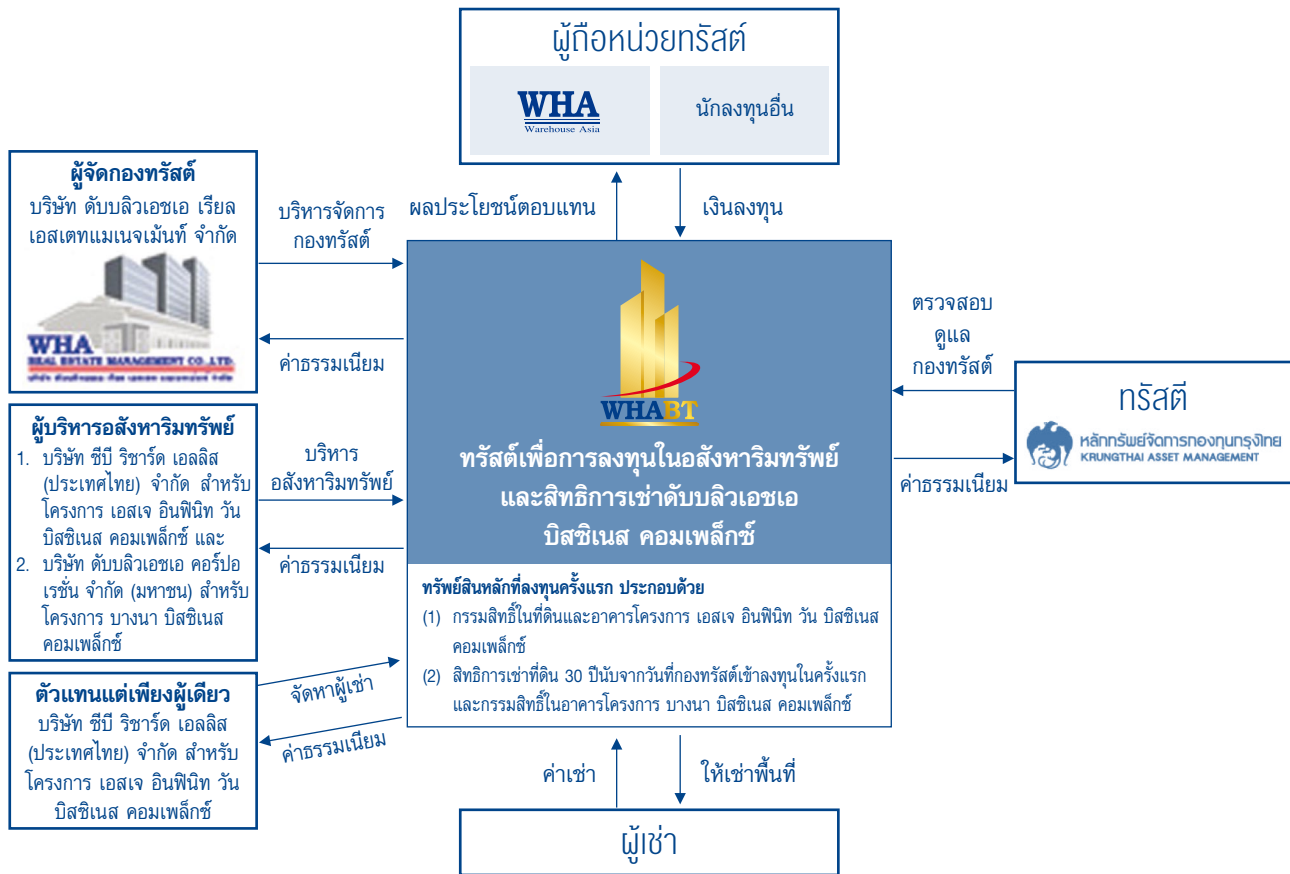 ผู้ถือหน่วยทรัสต์
WHA
Warehouse Asia
นักลงทุนอื่น
ผลประโยชน์ตอบแทน
เงินลงทุน
ผู้จัดกองทรัสต์
บริษัท ดับบลิวเอชเอ เรียล
เอสเตทแมเนจเม้นท์ จำกัด
WHA
REAL ESTATE MANAGEMENT CO.,LTD.
บริหารจัดการ
กองทรัสต์
ค่าธรรมเนียม
ผู้บริหารอสังหาริมทรัพย์
1. บริษัท ซีบี ริชาร์ด เอลลิส
(ประเทศไทย) จำกัด สำหรับ
โครงการ เอสเจ อินฟินิท วัน
บิสซิเนส คอมเพล็กซ์ และ
2. บริษัท ดับบลิวเอชเอ คอร์ปอ
เรชั่น จำกัด (มหาชน) สำหรับ
โครงการ บางนา บิสซิเนส
คอมเพล็กซ์
บริหาร
อสังหาริมทรัพย์
ค่าธรรมเนียม
ตัวแทนแต่เพียงผู้เดียว
บริษัท ซีบี ริชาร์ด เอลลิส
(ประเทศไทย) จำกัด สำหรับ
โครงการ เอสเจ อินฟินิท วัน
บิสซิเนส คอมเพล็กซ์
จัดหาผู้เช่า
ค่าธรรมเนียม
WHABT
ทรัสต์เพื่อการลงทุนในอสังหาริมทรัพย์
และสิทธิการเช่าดับบลิวเอชเอ
บิสซิเนส คอมเพล็กซ์
ทรัพย์สินหลักที่ลงทุนครั้งแรก ประกอบด้วย
(1) กรรมสิทธิ์ในที่ดินและอาคารโครงการ เอสเจ อินฟินิท วัน บิสซิเนส
คอมเพล็กซ์
(2) สิทธิการเช่าที่ดิน 30 ปีนับจากวันที่กองทรัสต์เข้าลงทุนในครั้งแรก
และกรรมสิทธิ์ในอาคารโครงการ บางนา บิสซิเนส คอมเพล็กซ์
ตรวจสอบ
ดูแล
กองทรัสต์
ค่าธรรมเนียม
ทรัสตี
หลักทรัพย์จัดการกองทุนกรุงไทย
KRUNGTHAI ASSET MANAGEMENT
ค่าเช่า
ให้เช่าพื้นที่
ผู้เช่า